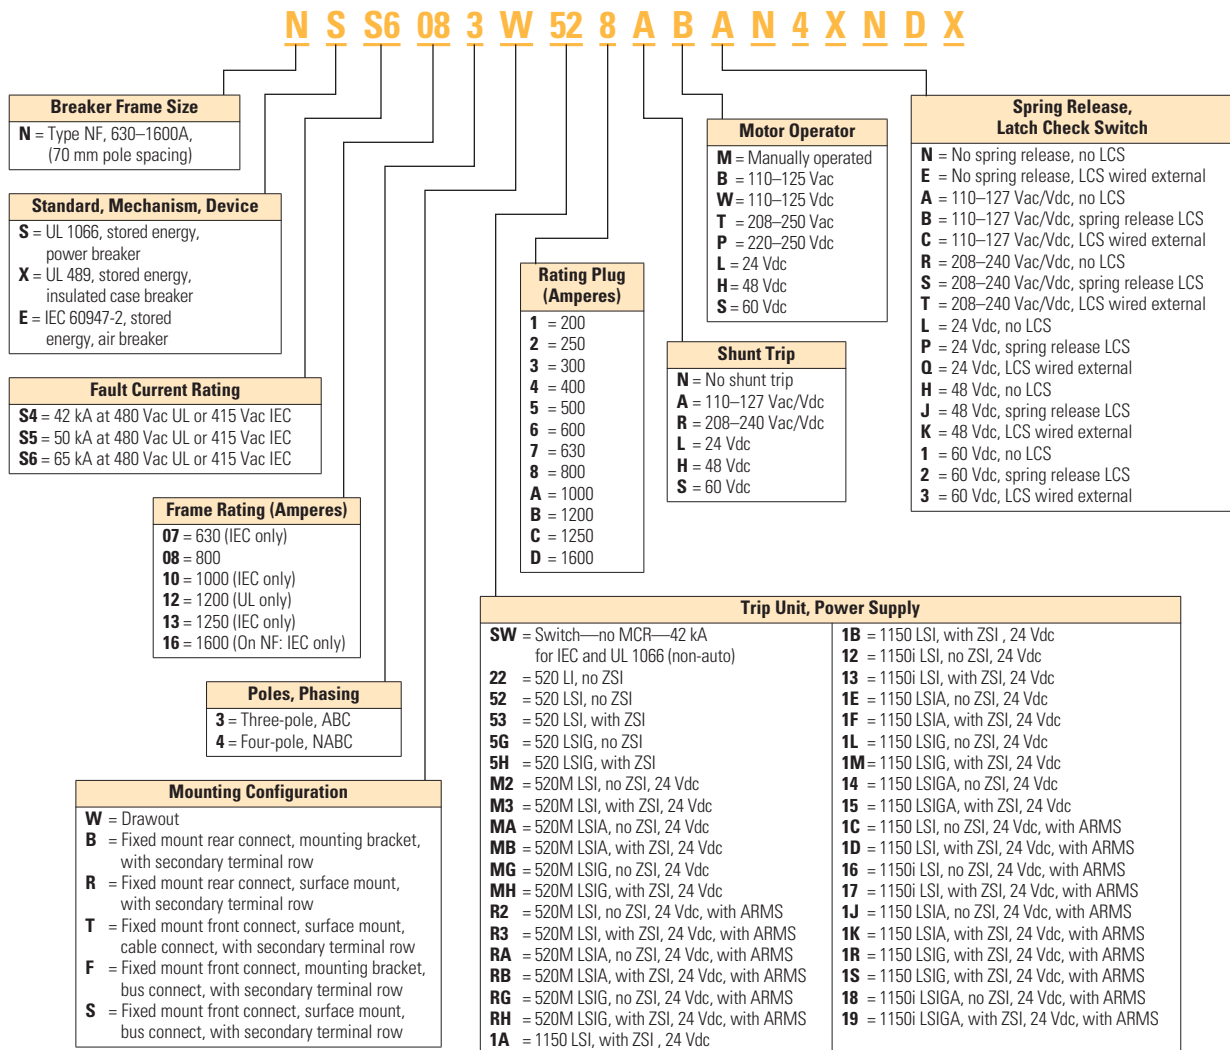 N S S6 08 3 W 52 8 A B A N 4 X N D X
Breaker Frame Size
N = Type NF, 630–1600A,
(70 mm pole spacing)
Standard, Mechanism, Device
S = UL 1066, stored energy,
power breaker
X = UL 489, stored energy,
insulated case breaker
E = IEC 60947-2, stored
energy, air breaker
Fault Current Rating
S4 = 42 kA at 480 Vac UL or 415 Vac IEC
S5 = 50 kA at 480 Vac UL or 415 Vac IEC
S6 = 65 kA at 480 Vac UL or 415 Vac IEC
Frame Rating (Amperes)
07 = 630 (IEC only)
08 = 800
10 = 1000 (IEC only)
12 = 1200 (UL only)
13 = 1250 (IEC only)
16 = 1600 (On NF: IEC only)
Poles, Phasing
3 = Three-pole, ABC
4 = Four-pole, NABC
Mounting Configuration
W = Drawout
B = Fixed mount rear connect, mounting bracket,
with secondary terminal row
R = Fixed mount rear connect, surface mount,
with secondary terminal row
T = Fixed mount front connect, surface mount,
cable connect, with secondary terminal row
F = Fixed mount front connect, mounting bracket,
bus connect, with secondary terminal row
S = Fixed mount front connect, surface mount,
bus connect, with secondary terminal row
Rating Plug
(Amperes)
1 = 200
2 = 250
3 = 300
4 = 400
5 = 500
6 = 600
7 = 630
8 = 800
A = 1000
B = 1200
C = 1250
D = 1600
Motor Operator
M = Manually operated
B = 110–125 Vac
W = 110–125 Vdc
T = 208–250 Vac
P = 220–250 Vdc
L = 24 Vdc
H = 48 Vdc
S = 60 Vdc
Shunt Trip
N = No shunt trip
A = 110–127 Vac/Vdc
R = 208–240 Vac/Vdc
L = 24 Vdc
H = 48 Vdc
S = 60 Vdc
Spring Release,
Latch Check Switch
N = No spring release, no LCS
E = No spring release, LCS wired external
A = 110–127 Vac/Vdc, no LCS
B = 110–127 Vac/Vdc, spring release LCS
C = 110–127 Vac/Vdc, LCS wired external
R = 208–240 Vac/Vdc, no LCS
S = 208–240 Vac/Vdc, spring release LCS
T = 208–240 Vac/Vdc, LCS wired external
L = 24 Vdc, no LCS
P = 24 Vdc, spring release LCS
Q = 24 Vdc, LCS wired external
H = 48 Vdc, no LCS
J = 48 Vdc, spring release LCS
K = 48 Vdc, LCS wired external
1 = 60 Vdc, no LCS
2 = 60 Vdc, spring release LCS
3 = 60 Vdc, LCS wired external
Trip Unit, Power Supply
SW = Switch—no MCR—42 kA
for IEC and UL 1066 (non-auto)
22 = 520 LI, no ZSI
52 = 520 LSI, no ZSI
53 = 520 LSI, with ZSI
5G = 520 LSIG, no ZSI
5H = 520 LSIG, with ZSI
M2 = 520M LSI, no ZSI, 24 Vdc
M3 = 520M LSI, with ZSI, 24 Vdc
MA = 520M LSIA, no ZSI, 24 Vdc
MB = 520M LSIA, with ZSI, 24 Vdc
MG = 520M LSIG, no ZSI, 24 Vdc
MH = 520M LSIG, with ZSI, 24 Vdc
R2 = 520M LSI, no ZSI, 24 Vdc, with ARMS
R3 = 520M LSI, with ZSI, 24 Vdc, with ARMS
RA = 520M LSIA, no ZSI, 24 Vdc, with ARMS
RB = 520M LSIA, with ZSI, 24 Vdc, with ARMS
RG = 520M LSIG, no ZSI, 24 Vdc, with ARMS
RH = 520M LSIG, with ZSI, 24 Vdc, with ARMS
1A = 1150 LSI, with ZSI , 24 Vdc
1B = 1150 LSI, with ZSI , 24 Vdc
12 = 1150i LSI, no ZSI, 24 Vdc
13 = 1150i LSI, with ZSI, 24 Vdc
1E = 1150 LSIA, no ZSI, 24 Vdc
1F = 1150 LSIA, with ZSI, 24 Vdc
1L = 1150 LSIG, no ZSI, 24 Vdc
1M = 1150 LSIG, with ZSI, 24 Vdc
14 = 1150 LSIGA, no ZSI, 24 Vdc
15 = 1150 LSIGA, with ZSI, 24 Vdc
1C = 1150 LSI, no ZSI, 24 Vdc, with ARMS
1D = 1150 LSI, with ZSI, 24 Vdc, with ARMS
16 = 1150i LSI, no ZSI, 24 Vdc, with ARMS
17 = 1150i LSI, with ZSI, 24 Vdc, with ARMS
1J = 1150 LSIA, no ZSI, 24 Vdc, with ARMS
1K = 1150 LSIA, with ZSI, 24 Vdc, with ARMS
1R = 1150 LSIG, with ZSI, 24 Vdc, with ARMS
1S = 1150 LSIG, with ZSI, 24 Vdc, with ARMS
18 = 1150i LSIGA, no ZSI, 24 Vdc, with ARMS
19 = 1150i LSIGA, with ZSI, 24 Vdc, with ARMS